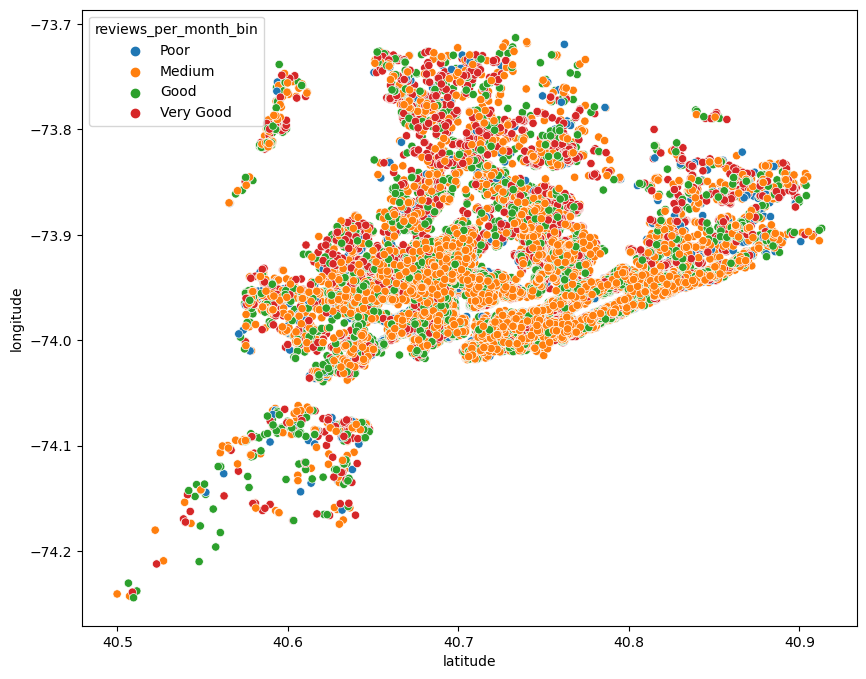 reviews_per_month_bin
Poor
Medium
Good
Very Good
−73.7
−73.8
−73.9
−74.0
−74.1
−74.2
longitude
40.5 40.6 40.7 40.8 40.9
latitude